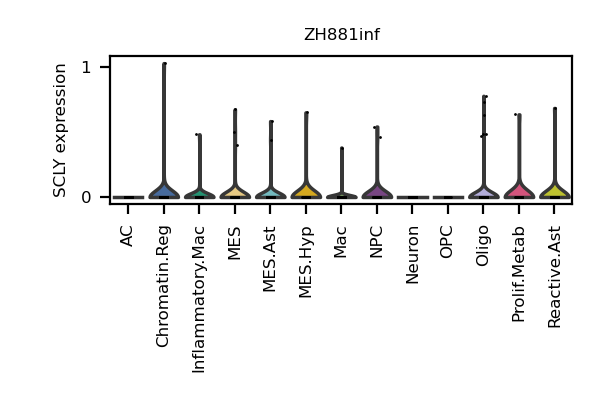 ZH881inf
SCLY expression
1
0
AC
Chromatin.Reg
Inflammatory.Mac
MES
MES.Ast
MES.Hyp
Mac
NPC
Neuron
OPC
Oligo
Prolif.Metab
Reactive.Ast